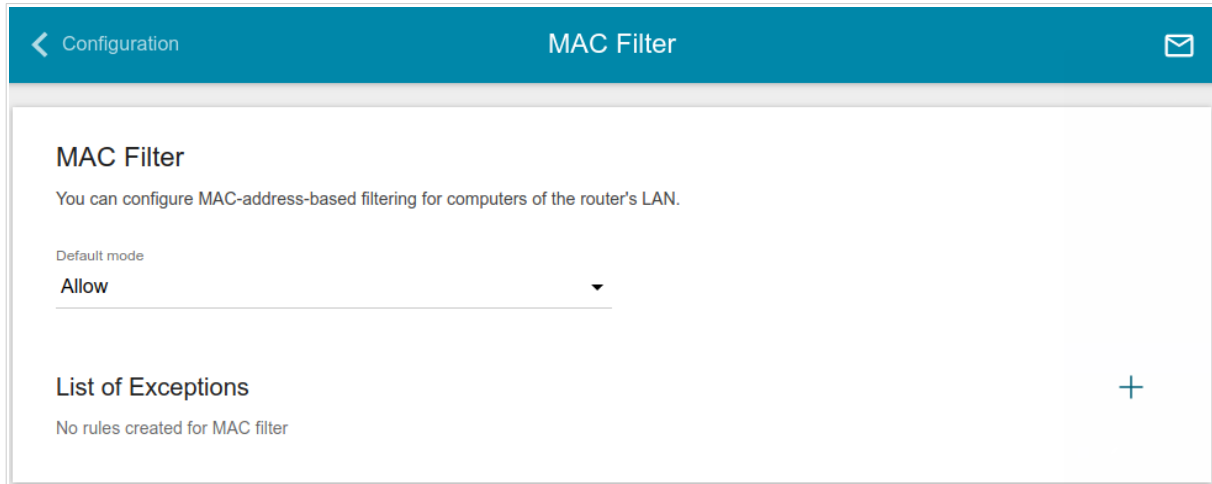 Configuration
MAC Filter
MAC Filter
You can configure MAC-address-based filtering for computers of the router's LAN.
Default mode
Allow
List of Exceptions
No rules created for MAC filter